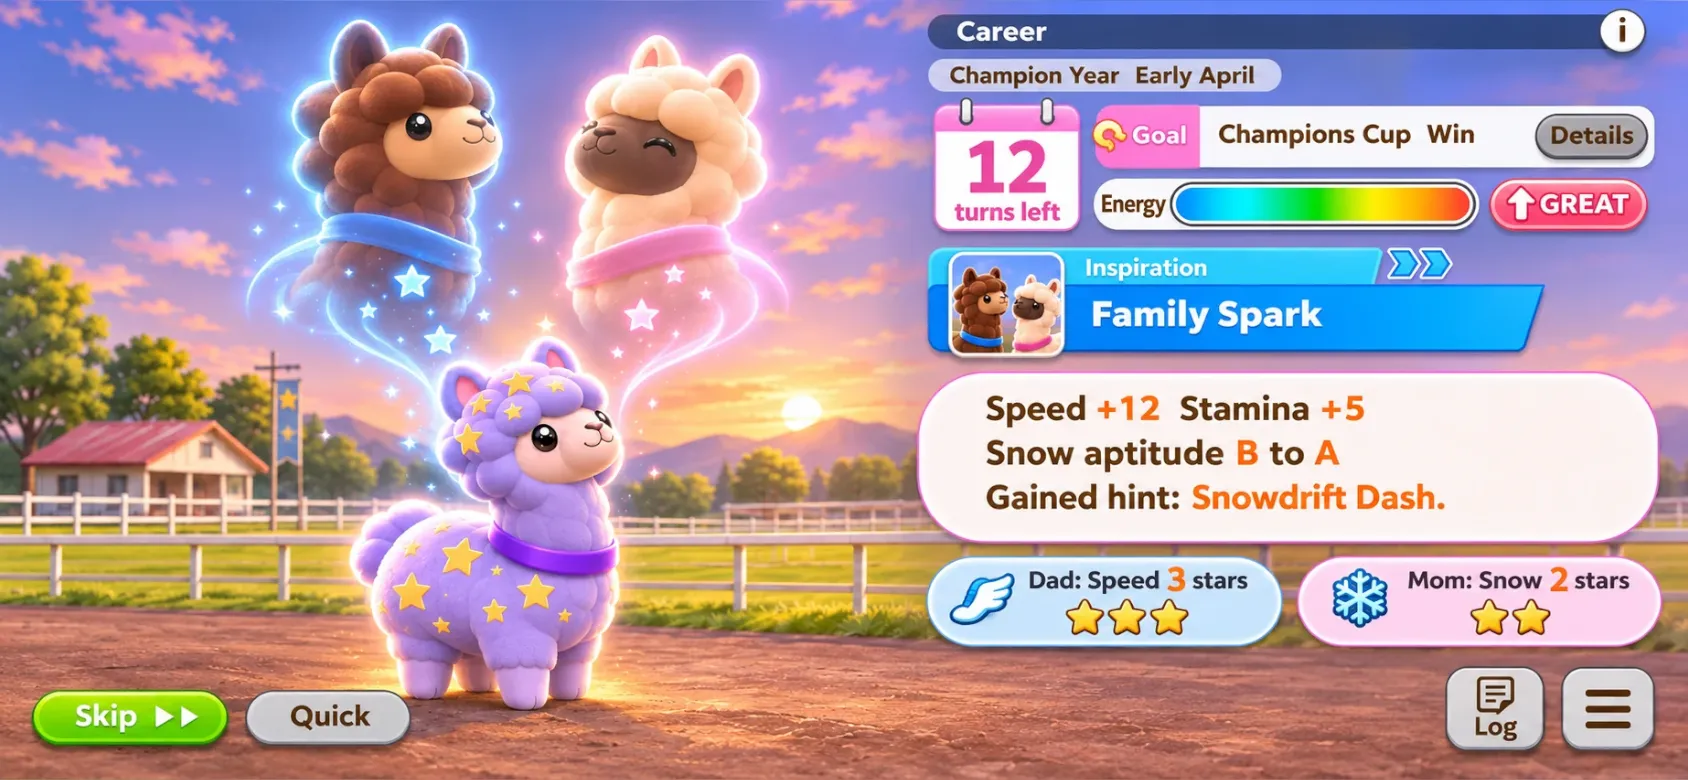 Career
i
Champion Year Early April
12
turns left
Goal
Champions Cup Win
Details
Energy
GREAT
Inspiration
Family Spark
Speed +12 Stamina +5
Snow aptitude B to A
Gained hint: Snowdrift Dash.
Dad: Speed 3 stars
Mom: Snow 2 stars
Skip
Quick
Log